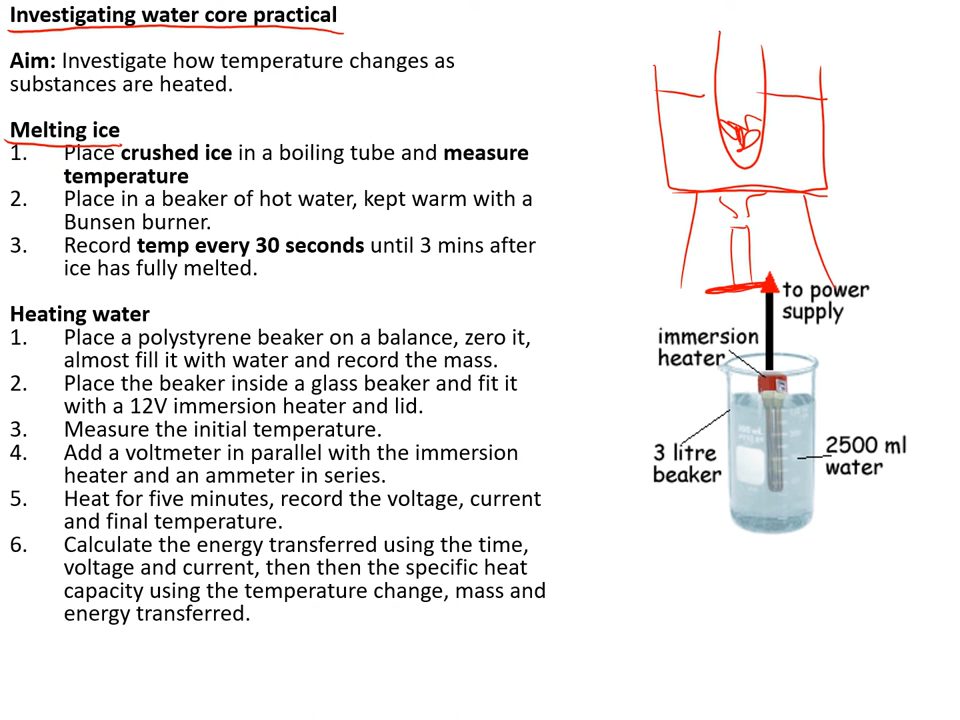 Investigating water core practical
Aim: Investigate how temperature changes as
substances are heated.
Melting ice
1. Place crushed ice in a boiling tube and measure
temperature
2. Place in a beaker of hot water, kept warm with a
Bunsen burner.
3. Record temp every 30 seconds until 3 mins after
ice has fully melted.
Heating water
1. Place a polystyrene beaker on a balance, zero it,
almost fill it with water and record the mass.
2. Place the beaker inside a glass beaker and fit it
with a 12V immersion heater and lid.
3. Measure the initial temperature.
4. Add a voltmeter in parallel with the immersion
heater and an ammeter in series.
5. Heat for five minutes, record the voltage, current
and final temperature.
6. Calculate the energy transferred using the time,
voltage and current, then then the specific heat
capacity using the temperature change, mass and
energy transferred.
to power
supply
immersion
heater
3 litre
beaker
2500 ml
water